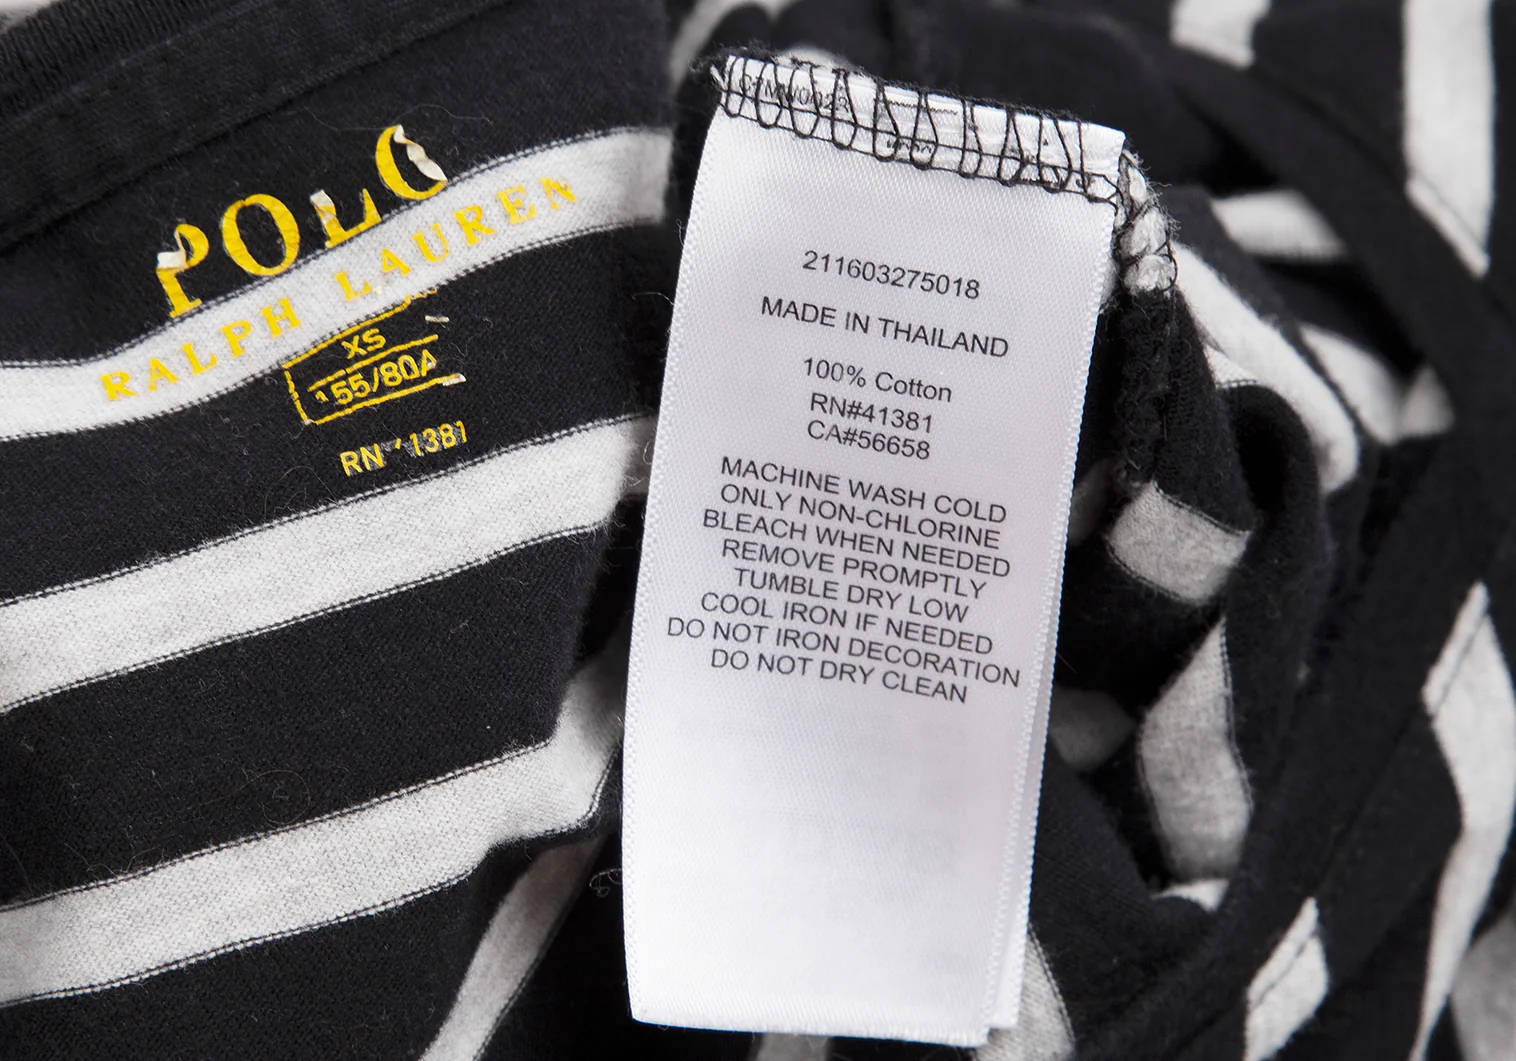 POLO
RALPH LAUREN
XS
155/80A
RN 41381
211603275018
MADE IN THAILAND
100% Cotton
RN#41381
CA#56658
MACHINE WASH COLD
ONLY NON-CHLORINE
BLEACH WHEN NEEDED
REMOVE PROMPTLY
TUMBLE DRY LOW
COOL IRON IF NEEDED
DO NOT IRON DECORATION
DO NOT DRY CLEAN